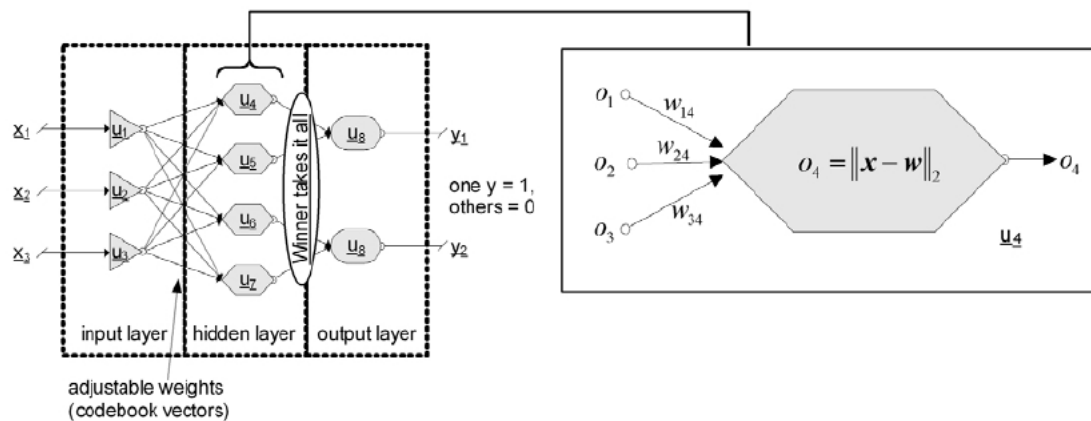 x1
x2
x3
u1
u2
u3
u4
u5
u6
u7
Winner takes it all
u8
u8
y1
one y = 1,
others = 0
y2
input layer
hidden layer
output layer
adjustable weights
(codebook vectors)
o1
w14
o2
w24
o3
w34
o4 = ||x − w||2
o4
u4